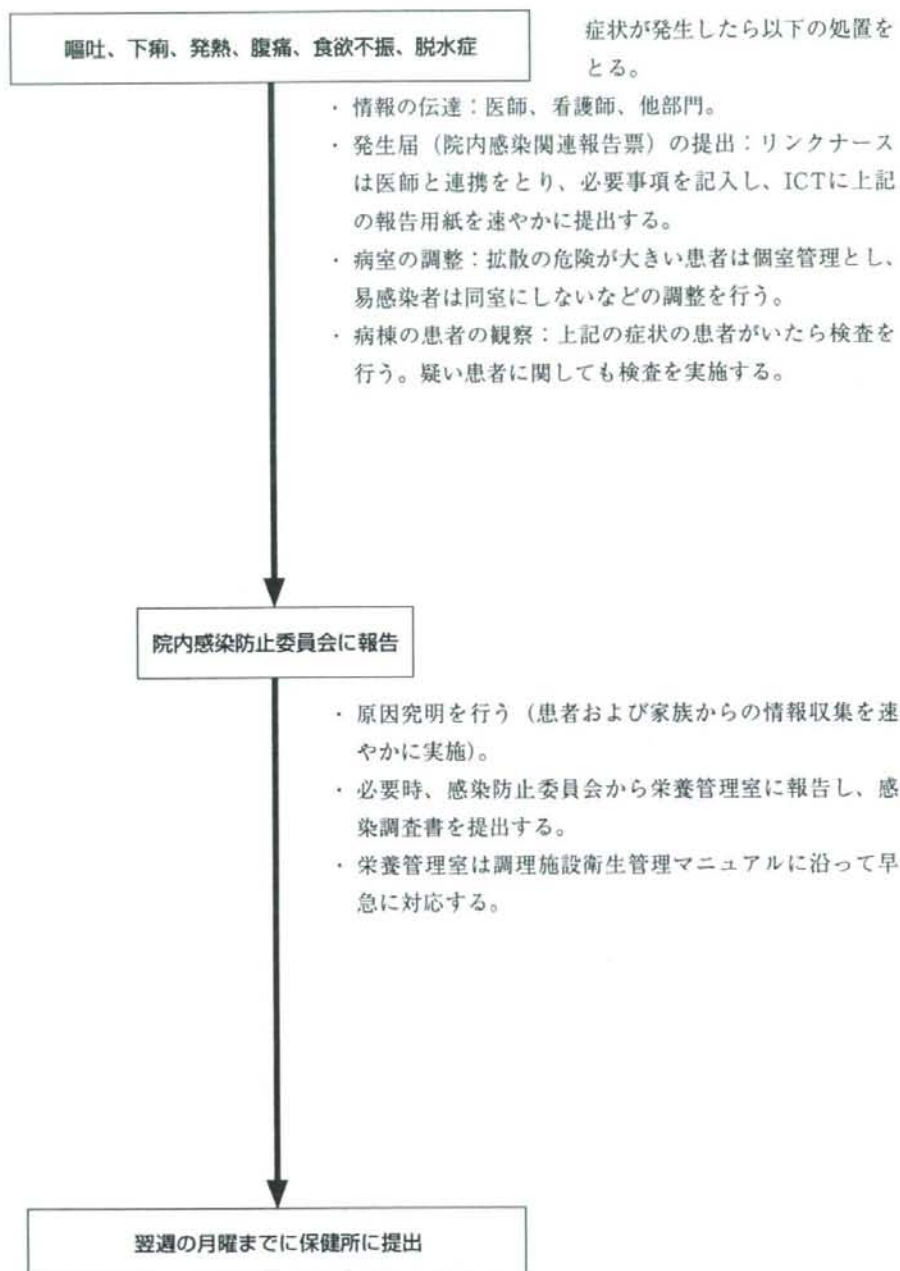 嘔吐、下痢、発熱、腹痛、食欲不振、脱水症
症状が発生したら以下の処置を
とる。
・情報の伝達：医師、看護師、他部門。
・発生届（院内感染関連報告票）の提出：リンクナース
は医師と連携をとり、必要事項を記入し、ICTに上記
の報告用紙を速やかに提出する。
・病室の調整：拡散の危険が大きい患者は個室管理とし、
易感染者は同室にしないなどの調整を行う。
・病棟の患者の観察：上記の症状の患者がいたら検査を
行う。疑い患者に関しても検査を実施する。
院内感染防止委員会に報告
・原因究明を行う（患者および家族からの情報収集を速
やかに実施）。
・必要時、感染防止委員会から栄養管理室に報告し、感
染調査書を提出する。
・栄養管理室は調理施設衛生管理マニュアルに沿って早
急に対応する。
翌週の月曜までに保健所に提出